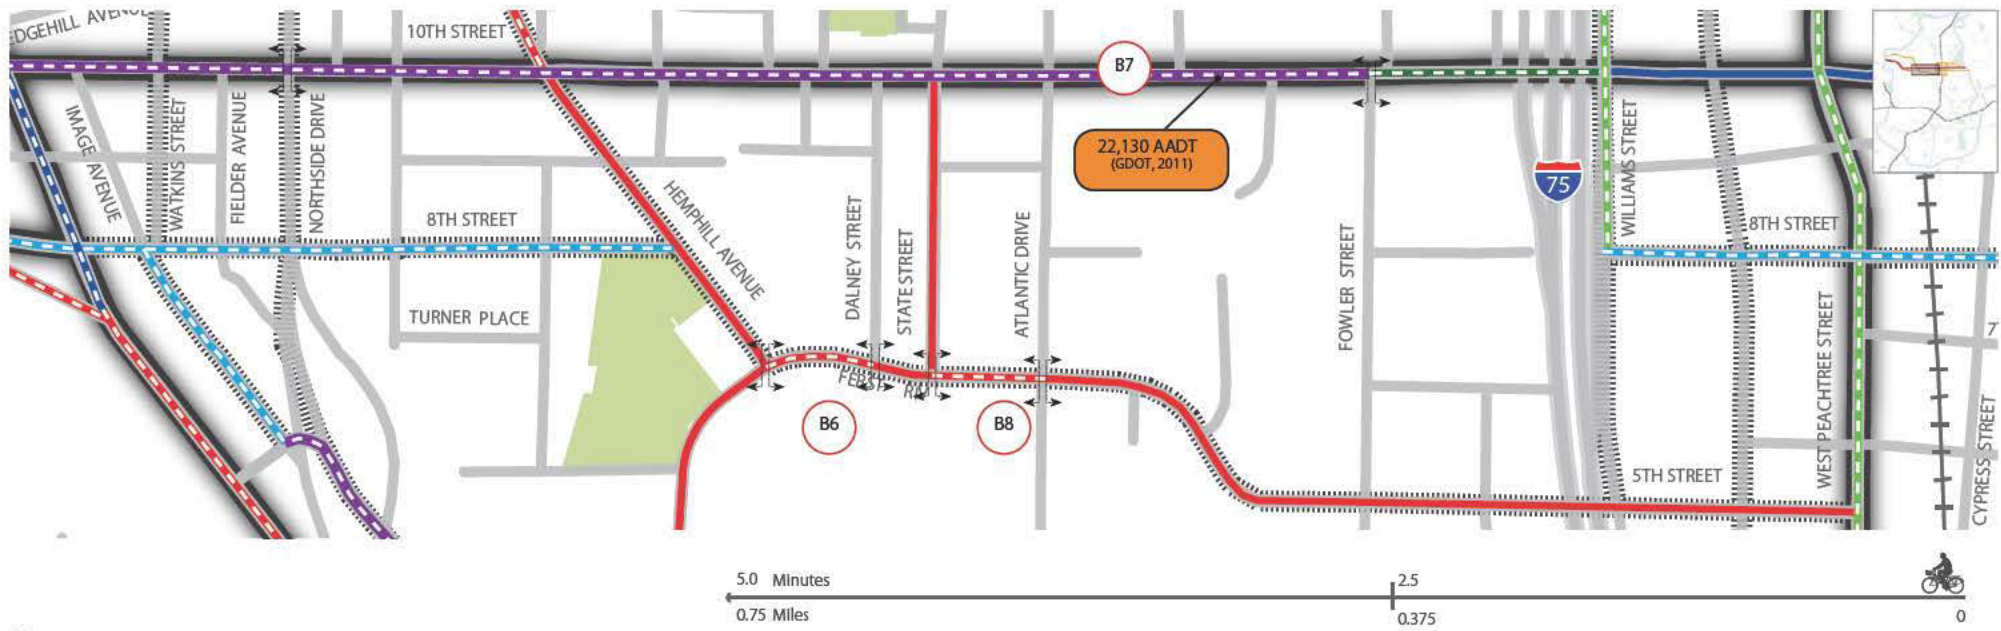 EDGEHILL AVENUE
10TH STREET
B7
IMAGE AVENUE
WATKINS STREET
FIELDER AVENUE
NORTHSIDE DRIVE
22,130 AADT
(GDOT, 2011)
75
WILLIAMS STREET
8TH STREET
HEMPHILL AVENUE
DALNEY STREET
STATE STREET
ATLANTIC DRIVE
FOWLER STREET
8TH STREET
TURNER PLACE
WEST PEACHTREE STREET
7
B6
B8
5TH STREET
CYPRESS STREET
5.0 Minutes
2.5
0.75 Miles
0.375
0